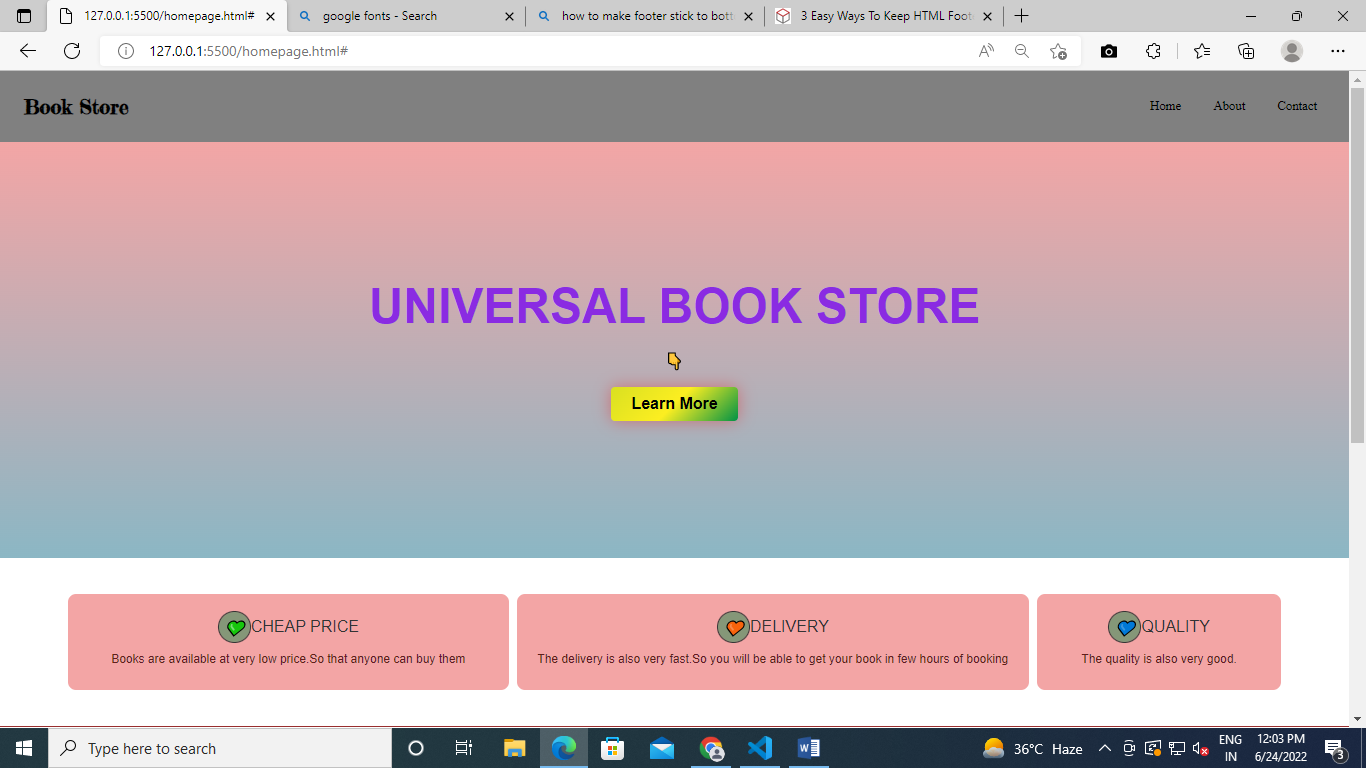 127.0.0.1:5500/homepage.html#
google fonts - Search
how to make footer stick to bott
3 Easy Ways To Keep HTML Foot
127.0.0.1:5500/homepage.html#
Book Store
Home About Contact
UNIVERSAL BOOK STORE
Learn More
CHEAP PRICE
Books are available at very low price.So that anyone can buy them
DELIVERY
The delivery is also very fast.So you will be able to get your book in few hours of booking
QUALITY
The quality is also very good.
Type here to search
36°C Haze
ENG
IN
12:03 PM
6/24/2022
3